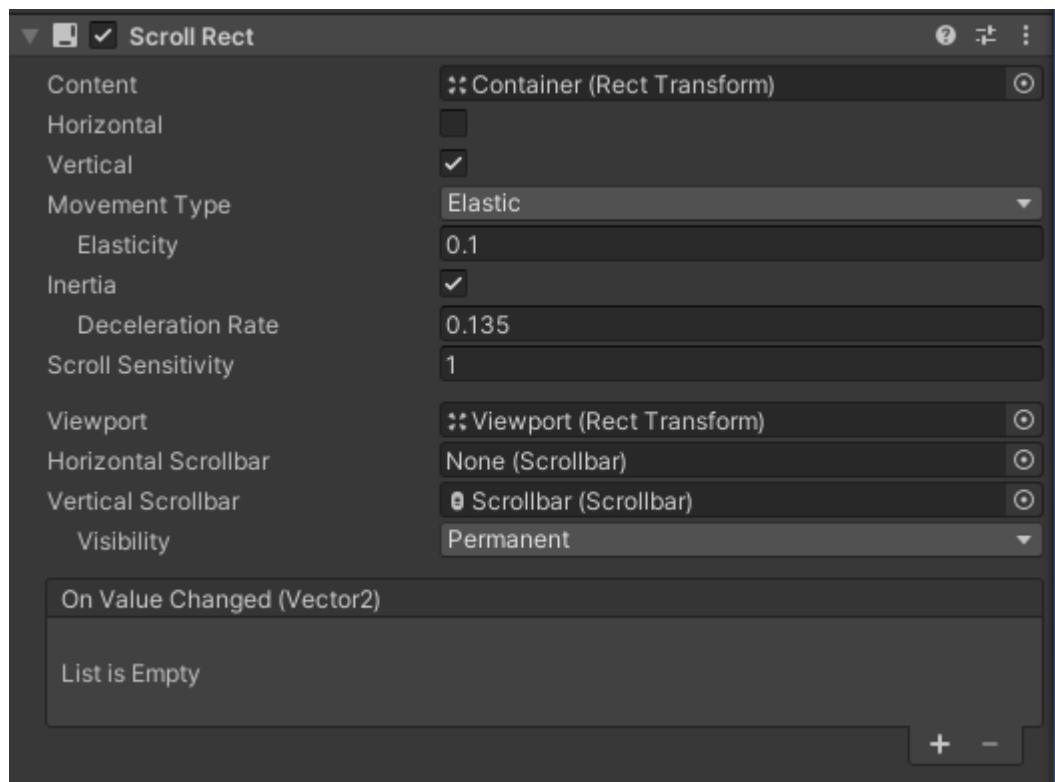 Scroll Rect
Content Container (Rect Transform)
Horizontal
Vertical
Movement Type Elastic
Elasticity 0.1
Inertia
Deceleration Rate 0.135
Scroll Sensitivity 1
Viewport Viewport (Rect Transform)
Horizontal Scrollbar None (Scrollbar)
Vertical Scrollbar Scrollbar (Scrollbar)
Visibility Permanent
On Value Changed (Vector2)
List is Empty